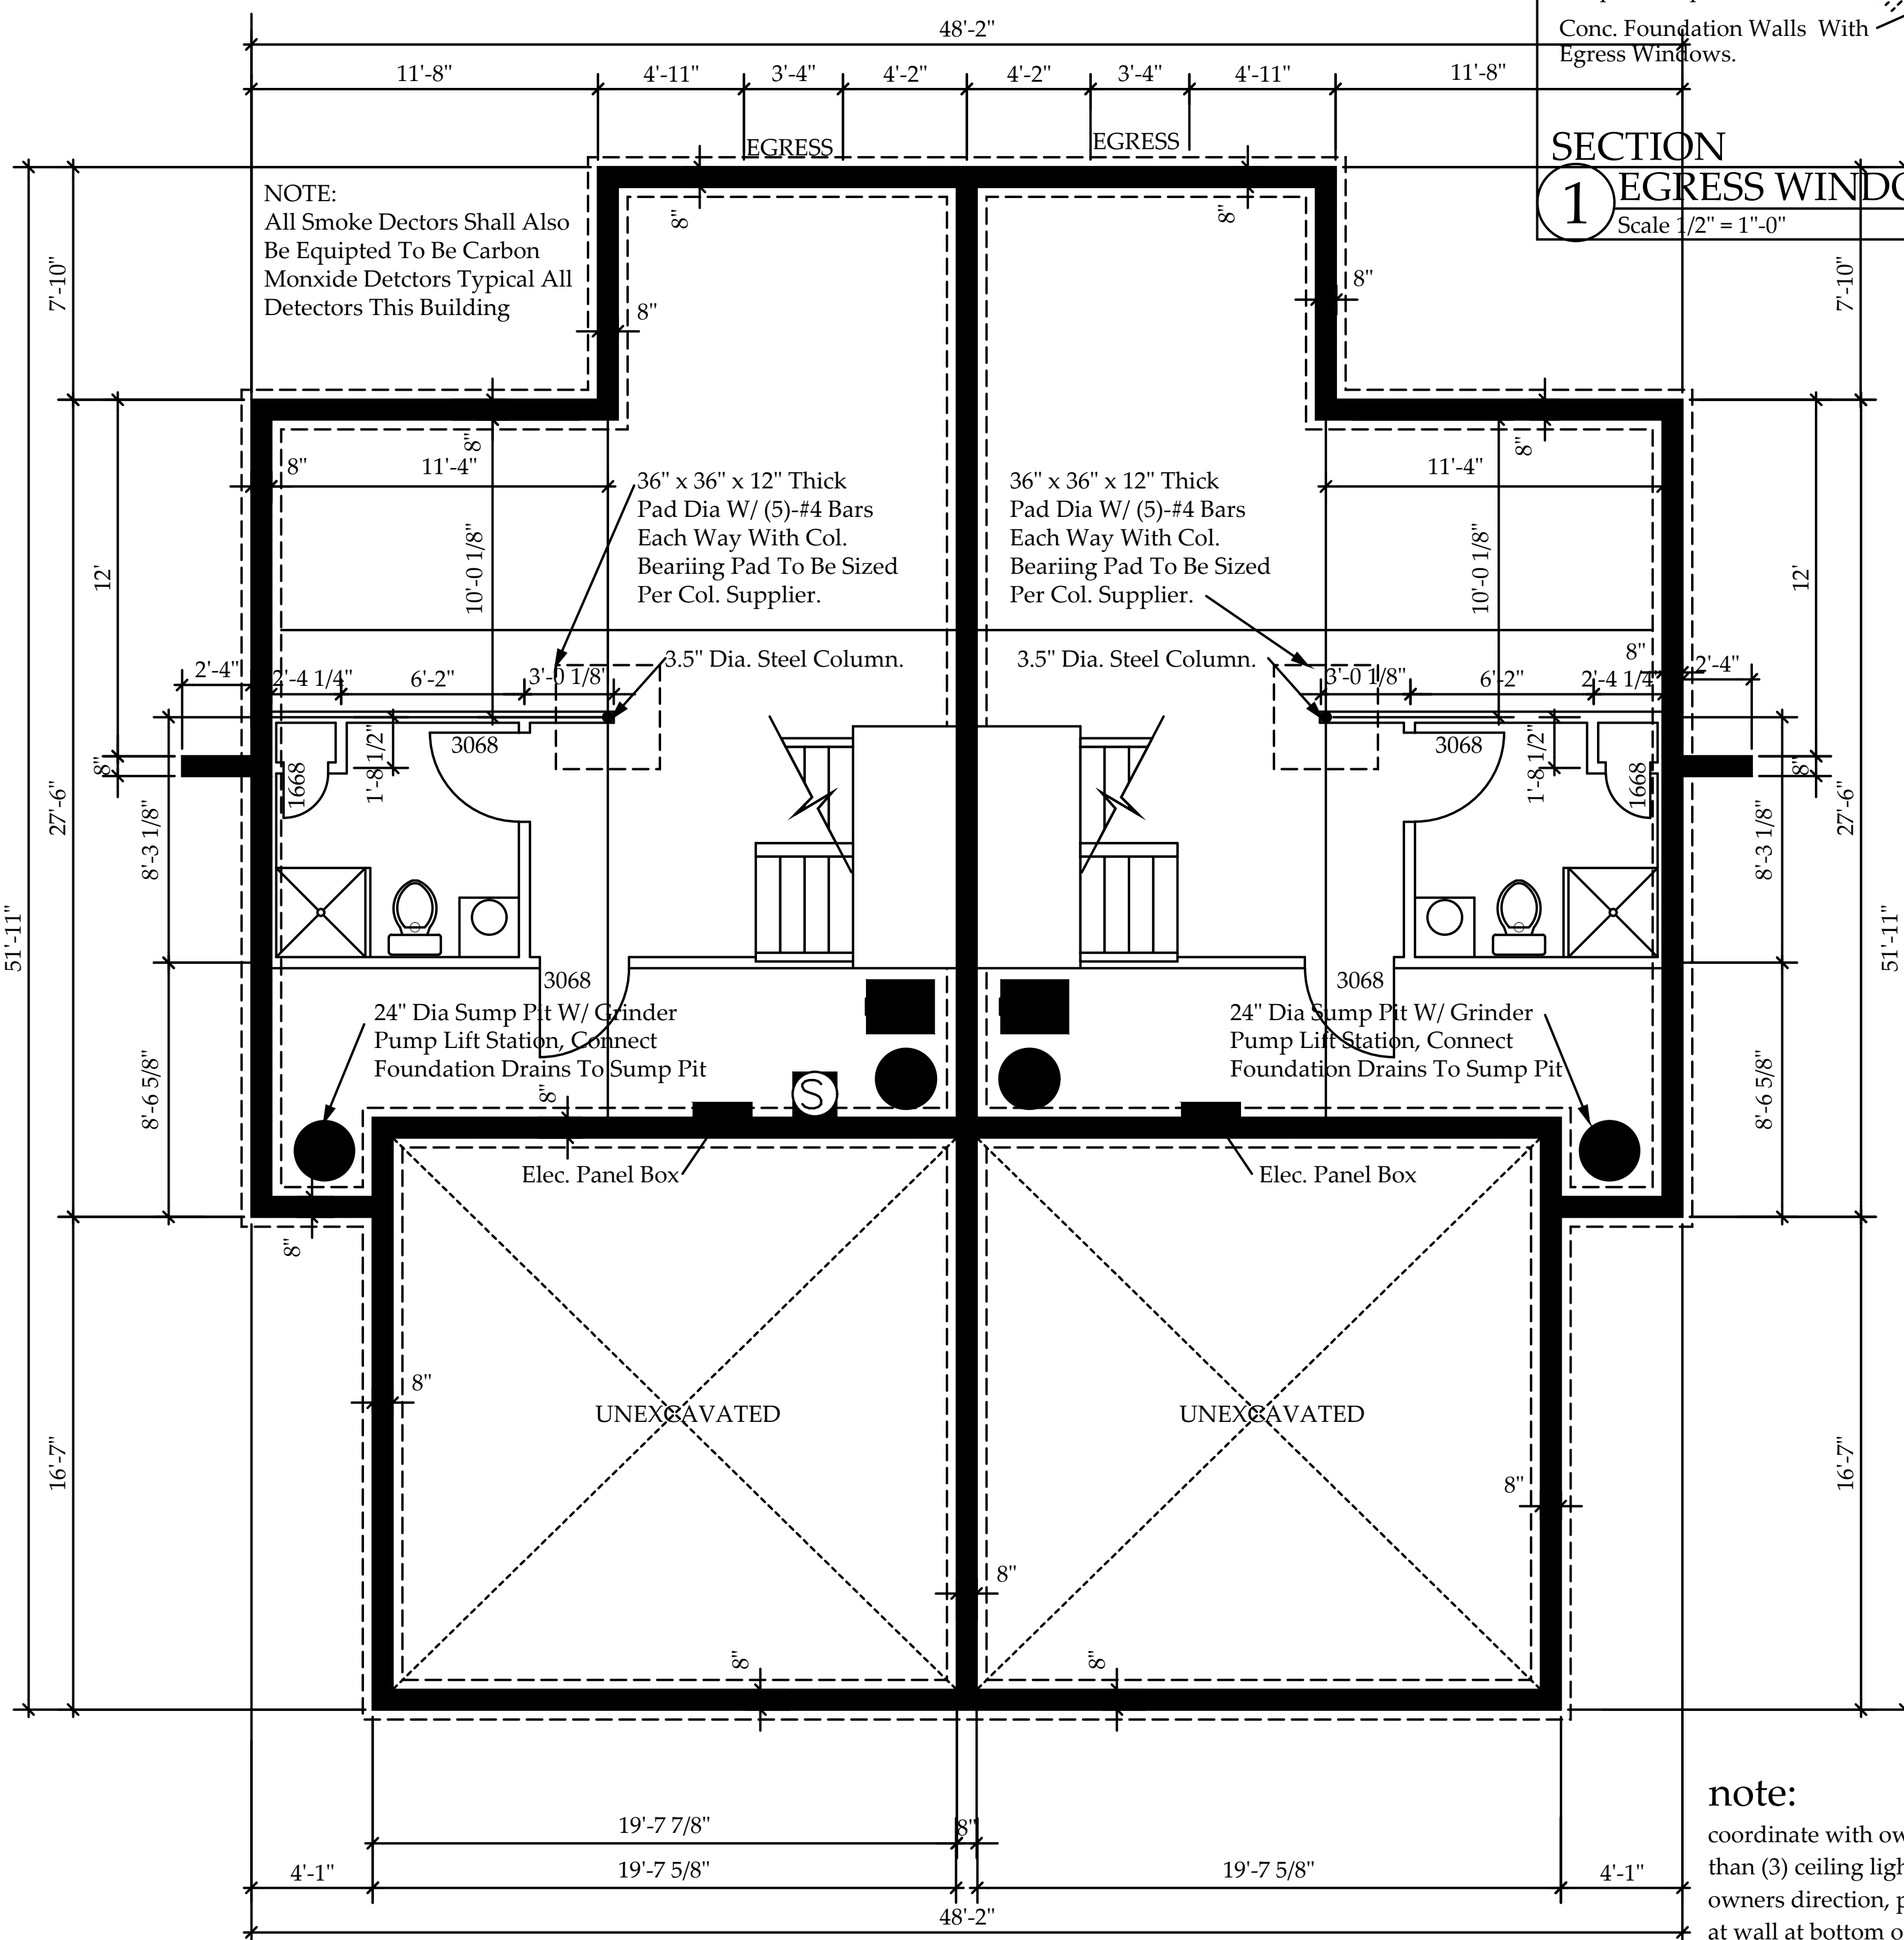 48'-2"
Conc. Foundation Walls With
Egress Windows.
11'-8"
4'-11"
3'-4"
4'-2"
4'-2"
3'-4"
4'-11"
11'-8"
EGRESS
EGRESS
SECTION
1
EGRESS
Scale 1/2" = 1"-0"
NOTE:
All Smoke Dectors Shall Also
Be Equipted To Be Carbon
Monxide Detctors Typical All
Detectors This Building
8"
8"
7'-10"
7'-10"
8"
8"
8"
8"
8"
11'-4"
11'-4"
36" x 36" x 12" Thick
Pad Dia W/ (5)-#4 Bars
Each Way With Col.
Beariing Pad To Be Sized
Per Col. Supplier.
36" x 36" x 12" Thick
Pad Dia W/ (5)-#4 Bars
Each Way With Col.
Beariing Pad To Be Sized
Per Col. Supplier.
12'
10'-0 1/8"
10'-0 1/8"
12'
3.5" Dia. Steel Column.
3.5" Dia. Steel Column.
8"
2'-4"
2'-4 1/4"
6'-2"
3'-0 1/8"
3'-0 1/8"
6'-2"
2'-4 1/4"
2'-4"
3068
3068
8"
1668
1'-8 1/2"
1'-8 1/2"
1668
8"
27'-6"
8'-3 1/8"
8'-3 1/8"
27'-6"
51'-11"
51'-11"
3068
3068
24" Dia Sump Pit W/ Grinder
Pump Lift Station, Connect
Foundation Drains To Sump Pit
24" Dia Sump Pit W/ Grinder
Pump Lift Station, Connect
Foundation Drains To Sump Pit
8"
S
8'-6 5/8"
8'-6 5/8"
Elec. Panel Box
Elec. Panel Box
8"
8"
UNEXCAVATED
UNEXCAVATED
16'-7"
16'-7"
8"
8"
8"
8"
note:
coordinate with
than (3) ceiling
owners direction,
at wall at bottom
19'-7 7/8"
8"
4'-1"
19'-7 5/8"
19'-7 5/8"
4'-1"
48'-2"